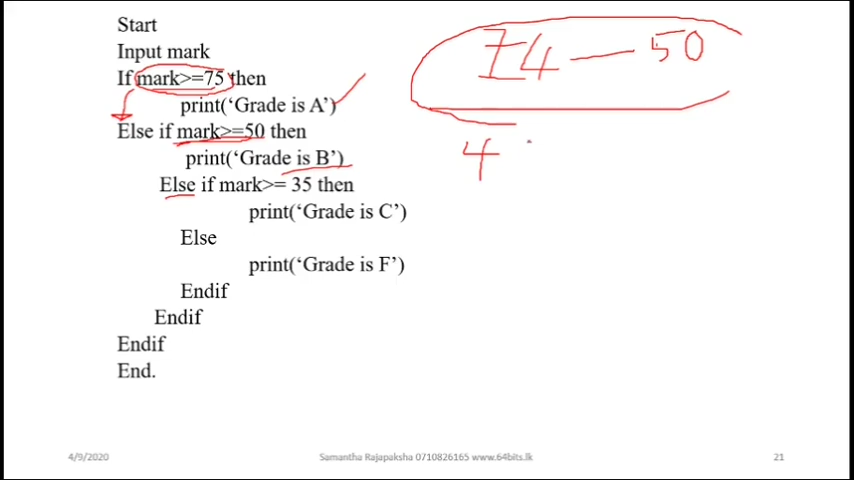 Start
Input mark
If mark>=75 then
print(‘Grade is A’)
Else if mark>=50 then
print(‘Grade is B’)
Else if mark>= 35 then
print(‘Grade is C’)
Else
print(‘Grade is F’)
Endif
Endif
Endif
End.
74 — 50
4
4/9/2020
Samantha Rajapaksha 0710826165 www.64bits.lk
21